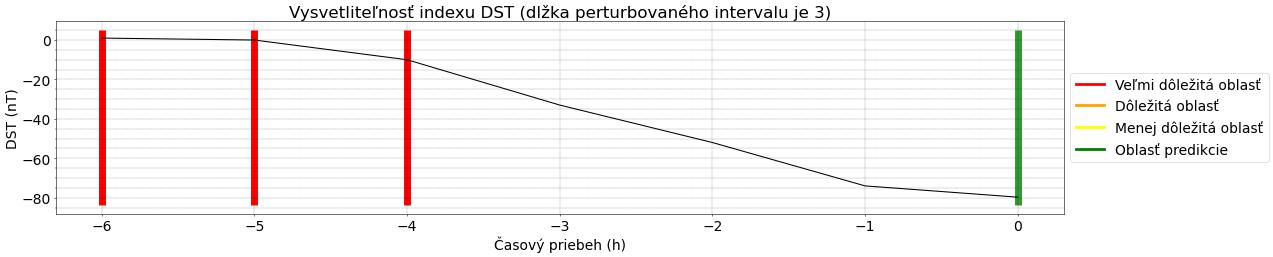 Vysvetliteľnosť indexu DST (dĺžka perturbovaného intervalu je 3)
DST (nT)
0
−20
−40
−60
−80
−6
−5
−4
−3
−2
−1
0
Časový priebeh (h)
Veľmi dôležitá oblasť
Dôležitá oblasť
Menej dôležitá oblasť
Oblasť predikcie